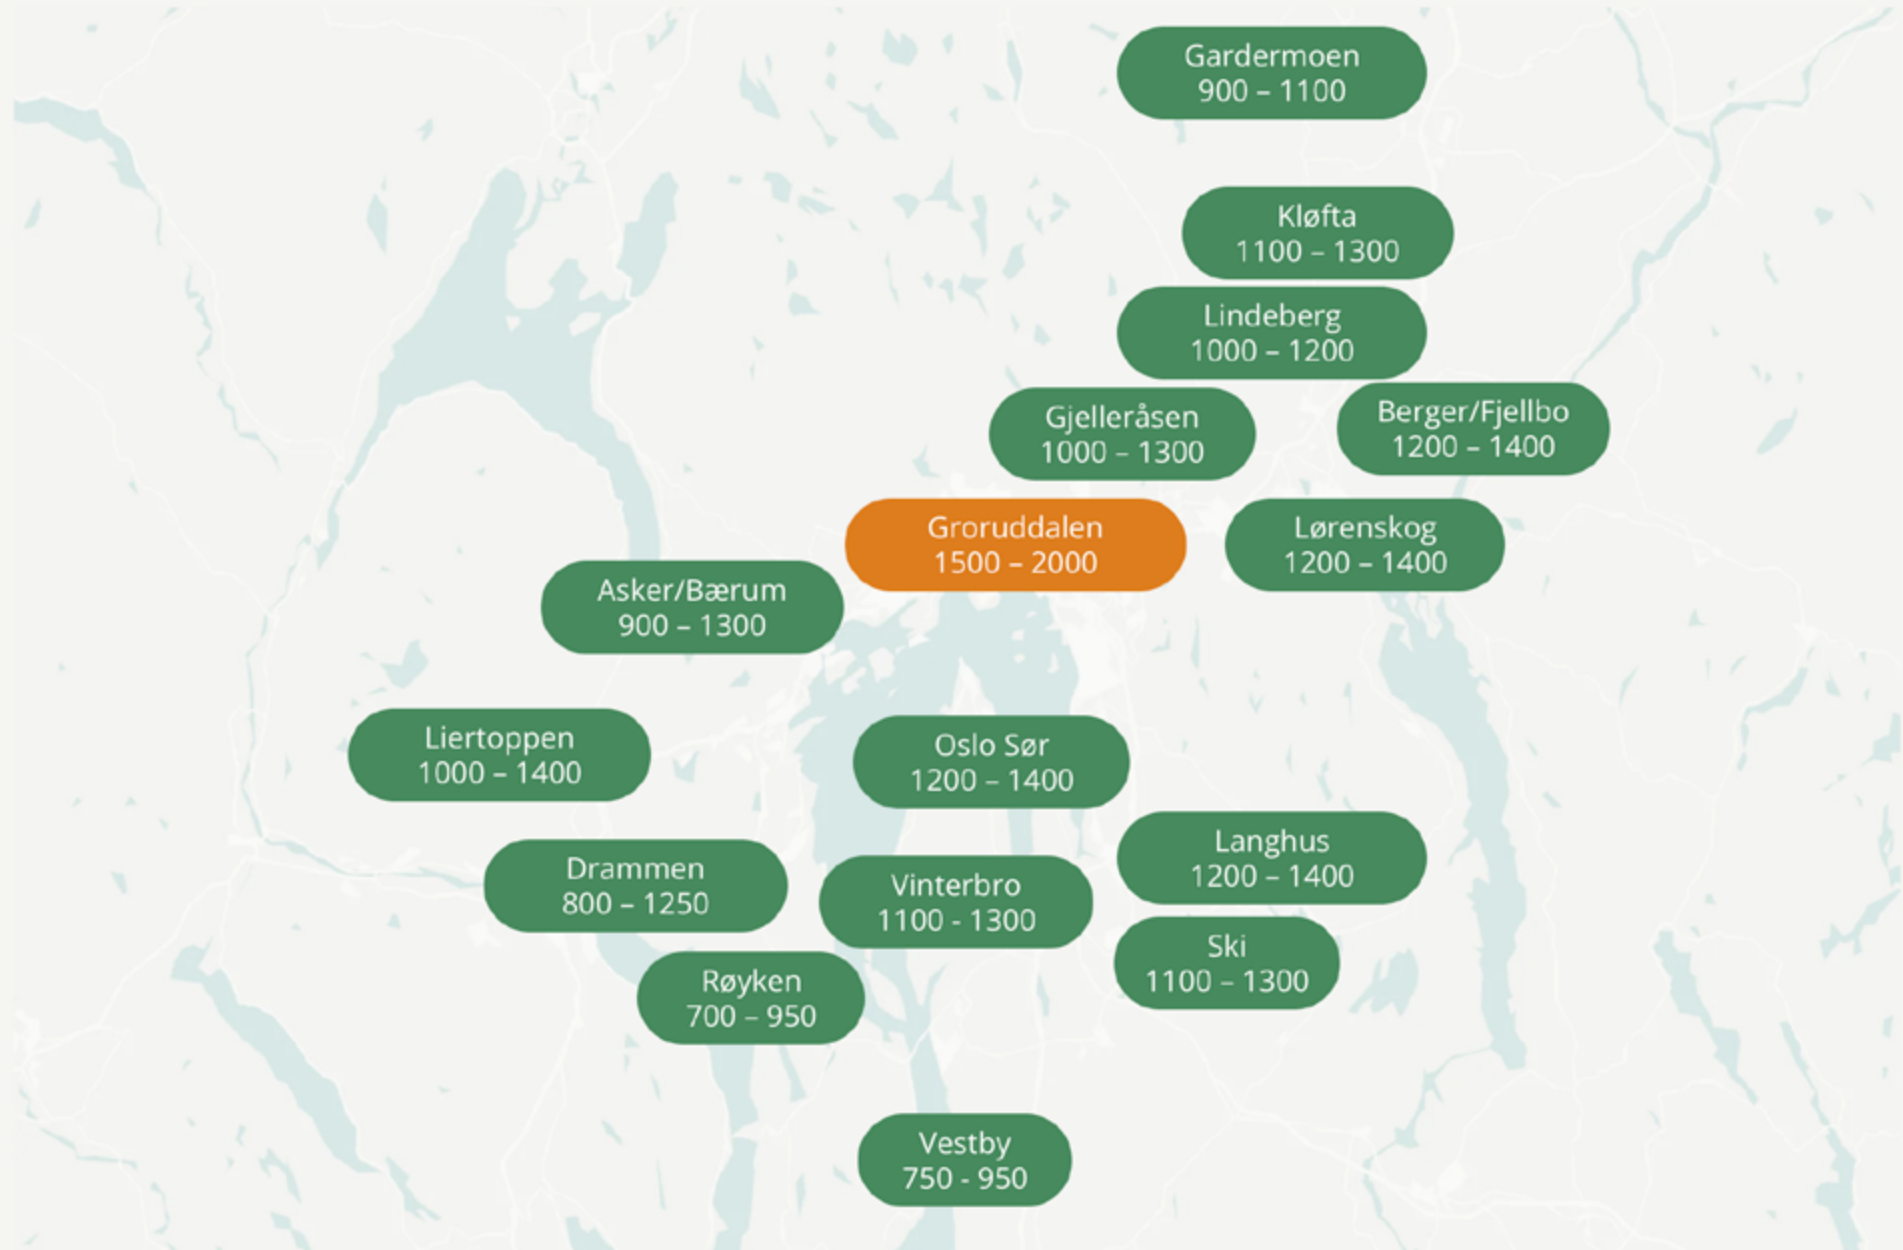 Gardermoen
900 – 1100
Kløfta
1100 – 1300
Lindeberg
1000 – 1200
Gjelleråsen
1000 – 1300
Berger/Fjellbo
1200 – 1400
Groruddalen
1500 – 2000
Lørenskog
1200 – 1400
Asker/Bærum
900 – 1300
Liertoppen
1000 – 1400
Oslo Sør
1200 – 1400
Langhus
1200 – 1400
Drammen
800 – 1250
Vinterbro
1100 - 1300
Ski
1100 – 1300
Røyken
700 – 950
Vestby
750 - 950